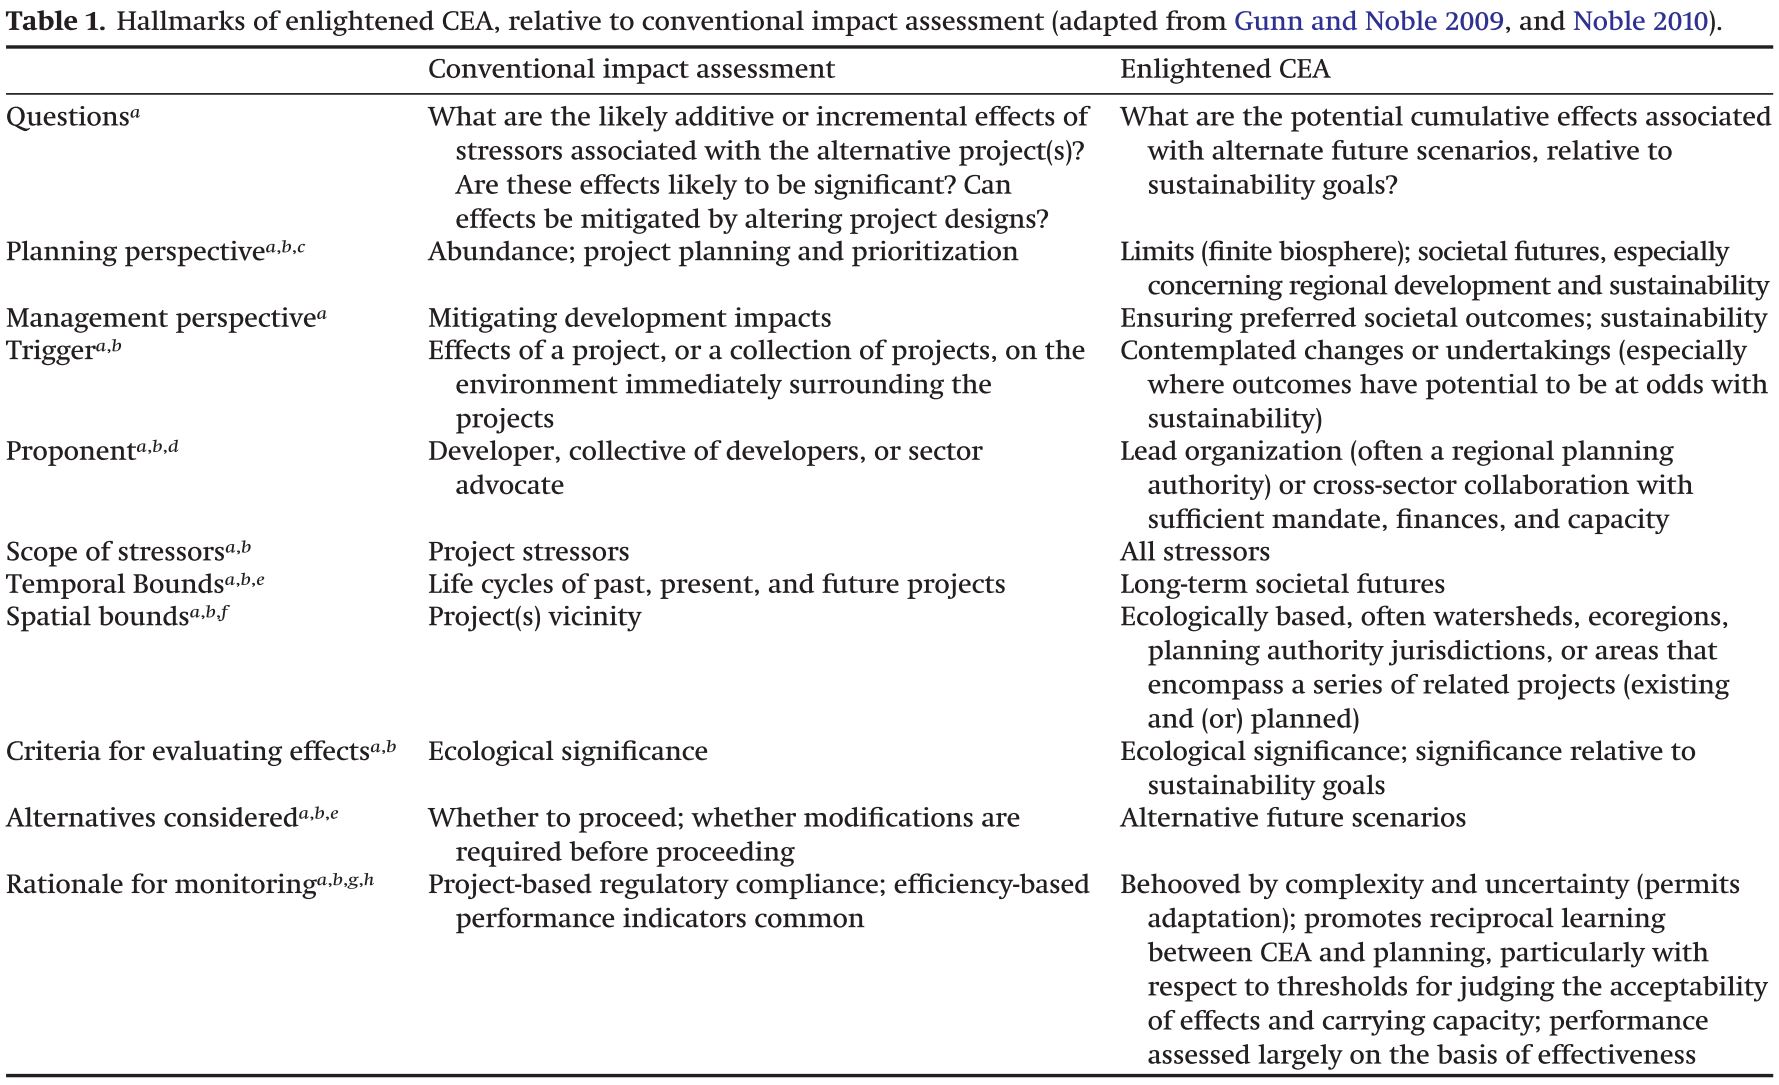 Table 1. Hallmarks of enlightened CEA, relative to conventional impact assessment (adapted from Gunn and Noble 2009, and Noble 2010).
Conventional impact assessment Enlightened CEA
Questionsa What are the likely additive or incremental effects of What are the potential cumulative effects associated
stressors associated with the alternative project(s)? with alternate future scenarios, relative to
Are these effects likely to be significant? Can sustainability goals?
effects be mitigated by altering project designs?
Planning perspectivea,b,c Abundance; project planning and prioritization Limits (finite biosphere); societal futures, especially
concerning regional development and sustainability
Management perspectivea Mitigating development impacts Ensuring preferred societal outcomes; sustainability
Triggera,b Effects of a project, or a collection of projects, on the Contemplated changes or undertakings (especially
environment immediately surrounding the where outcomes have potential to be at odds with
projects sustainability)
Proponenta,b,d Developer, collective of developers, or sector Lead organization (often a regional planning
advocate authority) or cross-sector collaboration with
sufficient mandate, finances, and capacity
Scope of stressorsa,b Project stressors All stressors
Temporal Boundsa,b,e Life cycles of past, present, and future projects Long-term societal futures
Spatial boundsa,b,f Project(s) vicinity Ecologically based, often watersheds, ecoregions,
planning authority jurisdictions, or areas that
encompass a series of related projects (existing
and (or) planned)
Criteria for evaluating effectsa,b Ecological significance Ecological significance; significance relative to
sustainability goals
Alternatives considereda,b,e Whether to proceed; whether modifications are Alternative future scenarios
required before proceeding
Rationale for monitoringa,b,g,h Project-based regulatory compliance; efficiency-based Behooved by complexity and uncertainty (permits
performance indicators common adaptation); promotes reciprocal learning
between CEA and planning, particularly with
respect to thresholds for judging the acceptability
of effects and carrying capacity; performance
assessed largely on the basis of effectiveness